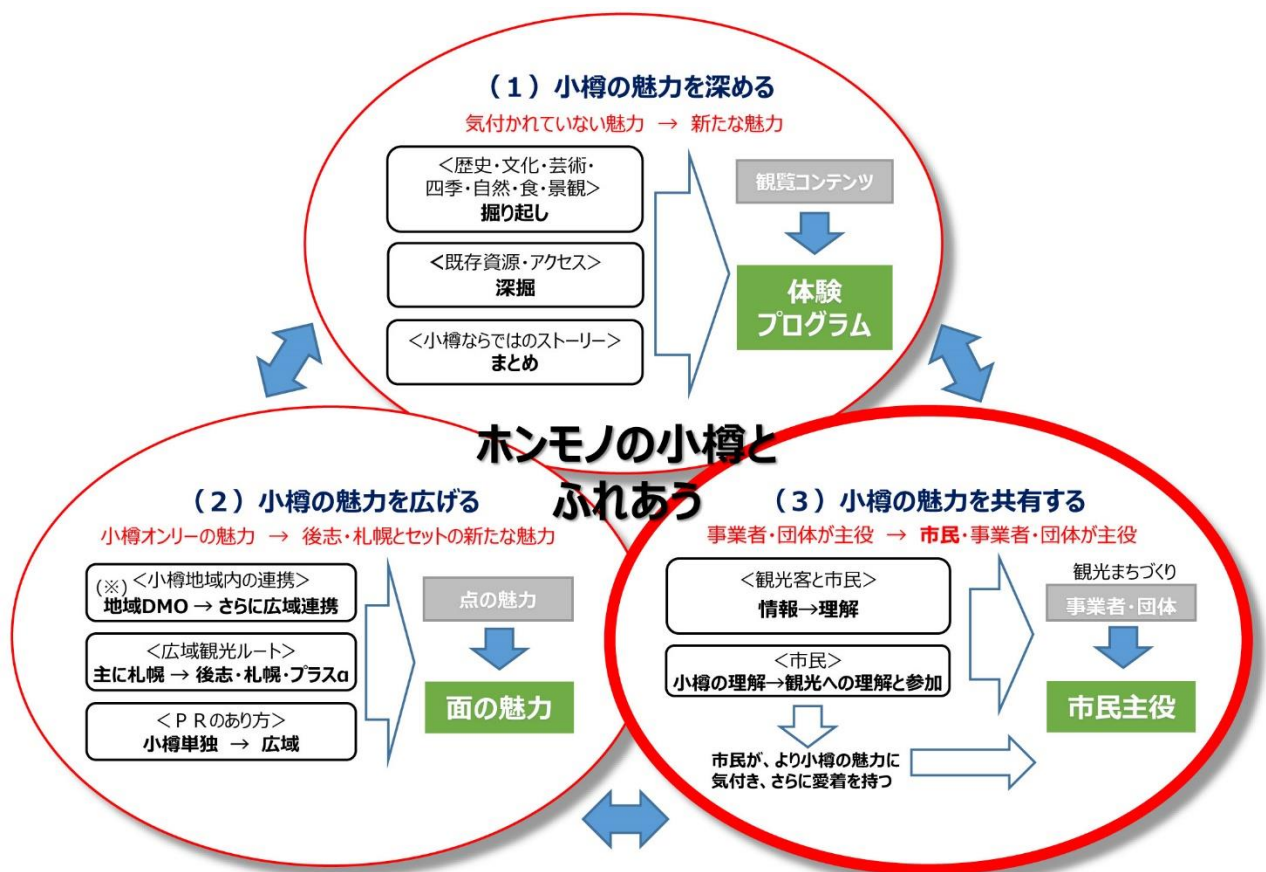 （１）小樽の魅力を深める
気付かれていない魅力 → 新たな魅力
＜歴史・文化・芸術・
四季・自然・食・景観＞
掘り起し
＜既存資源・アクセス＞
深掘
＜小樽ならではのストーリー＞
まとめ
観覧コンテンツ
体験
プログラム
ホンモノの小樽と
ふれあう
（２）小樽の魅力を広げる
小樽オンリーの魅力 → 後志・札幌とセットの新たな魅力
(※)＜小樽地域内の連携＞
地域DMO → さらに広域連携
＜広域観光ルート＞
主に札幌 → 後志・札幌・プラスα
＜ＰＲのあり方＞
小樽単独 → 広域
点の魅力
面の魅力
（３）小樽の魅力を共有する
事業者・団体が主役 → 市民・事業者・団体が主役
＜観光客と市民＞
情報→理解
＜市民＞
小樽の理解→観光への理解と参加
市民が、より小樽の魅力に
気付き、さらに愛着を持つ
観光まちづくり
事業者・団体
市民主役